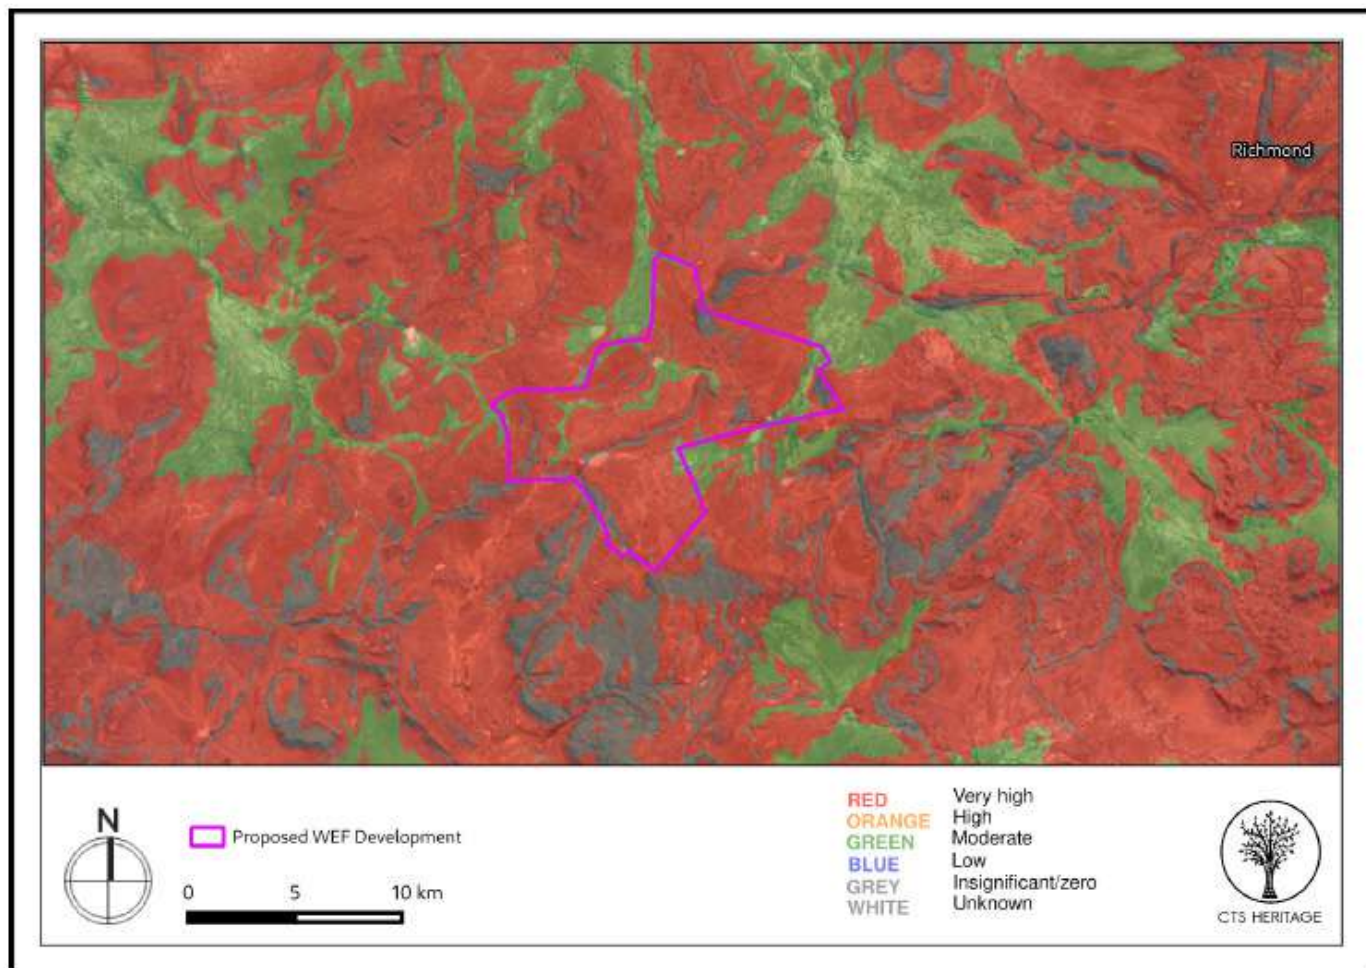 Richmond
N
Proposed WEF Development
0 5 10 km
RED Very high
ORANGE High
GREEN Moderate
BLUE Low
GREY Insignificant/zero
WHITE Unknown
CTS HERITAGE